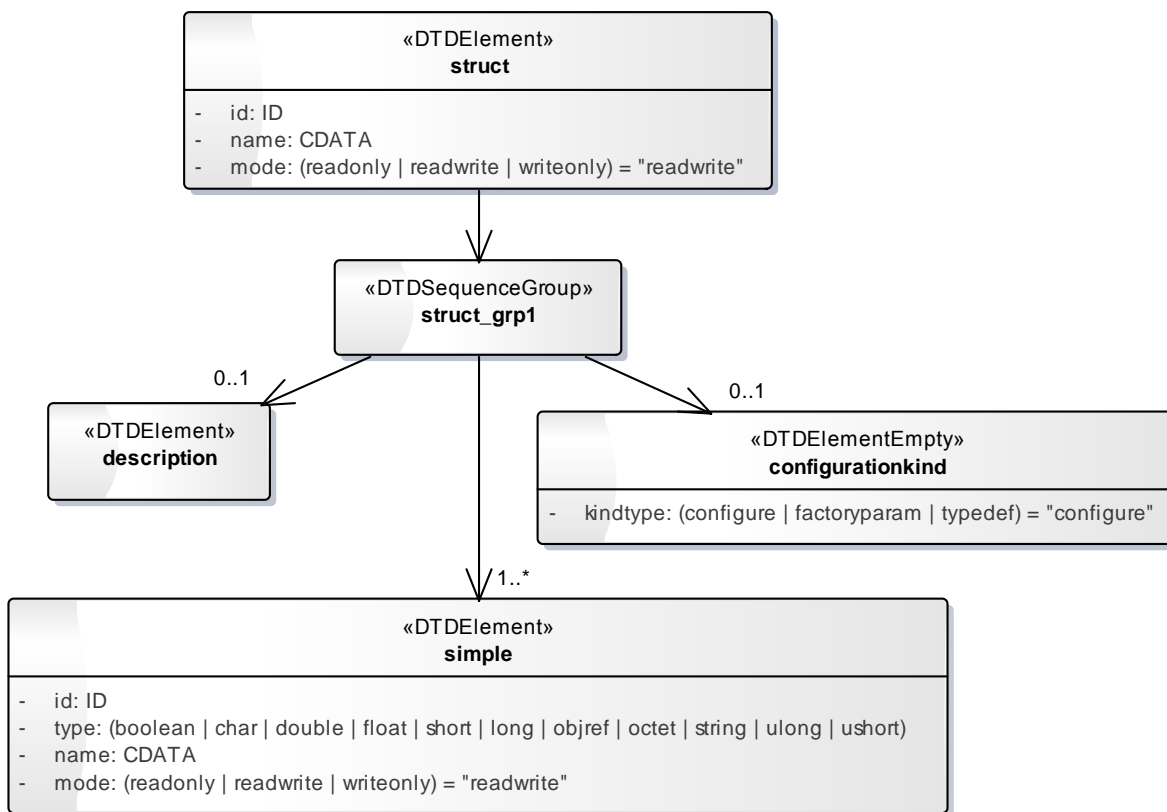 «DTDElement»
struct
- id: ID
- name: CDATA
- mode: (readonly | readwrite | writeonly) = "readwrite"
«DTDSequenceGroup»
struct_grp1
0..1
0..1
«DTDElement»
description
«DTDElementEmpty»
configurationkind
- kindtype: (configure | factoryparam | typedef) = "configure"
1..*
«DTDElement»
simple
- id: ID
- type: (boolean | char | double | float | short | long | objref | octet | string | ulong | ushort)
- name: CDATA
- mode: (readonly | readwrite | writeonly) = "readwrite"